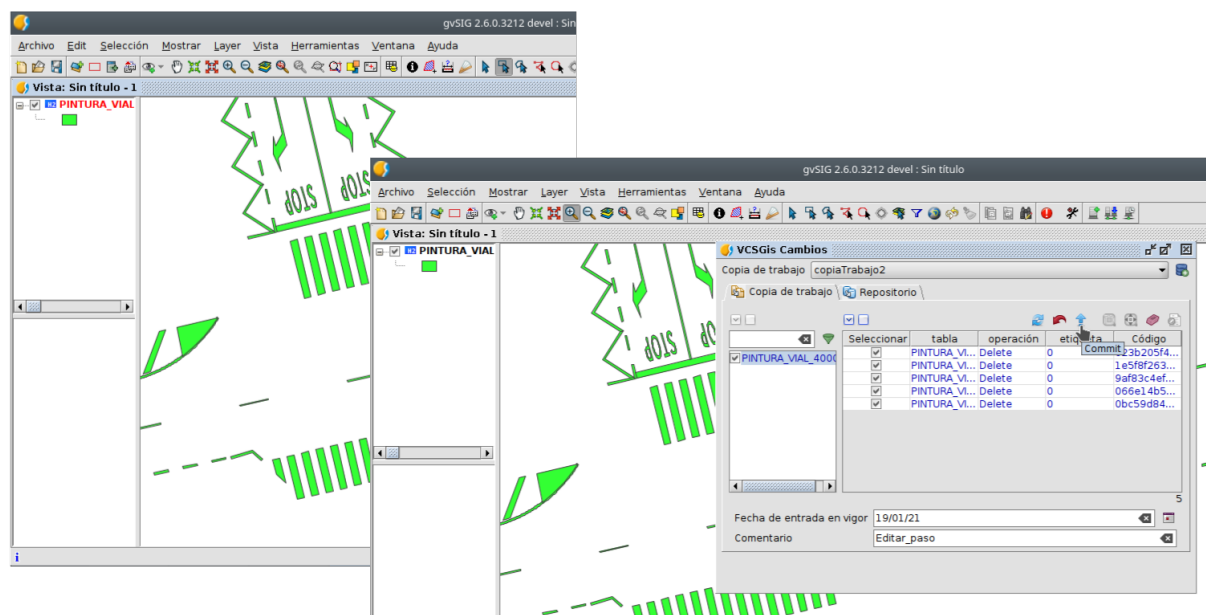 gvSIG 2.6.0.3212 devel : Sin
Archivo Edit Selección Mostrar Layer Vista Herramientas Ventana Ayuda
Vista: Sin título - 1
PINTURA_VIAL
STOP
STOP
gvSIG 2.6.0.3212 devel : Sin título
Archivo Selección Mostrar Layer Vista Herramientas Ventana Ayuda
Vista: Sin título - 1
PINTURA_VIAL
STOP
VCSGis Cambios
Copia de trabajo copiaTrabajo2
Copia de trabajo Repositorio
Seleccionar tabla operación etiqueta Código
Commit
PINTURA_VIAL_400
PINTURA_VI... Delete 0 123b205f4...
PINTURA_VI... Delete 0 1e5f8f263...
PINTURA_VI... Delete 0 9af83c4ef...
PINTURA_VI... Delete 0 066e14b5...
PINTURA_VI... Delete 0 0bc59d84...
5
Fecha de entrada en vigor 19/01/21
Comentario Editar_paso